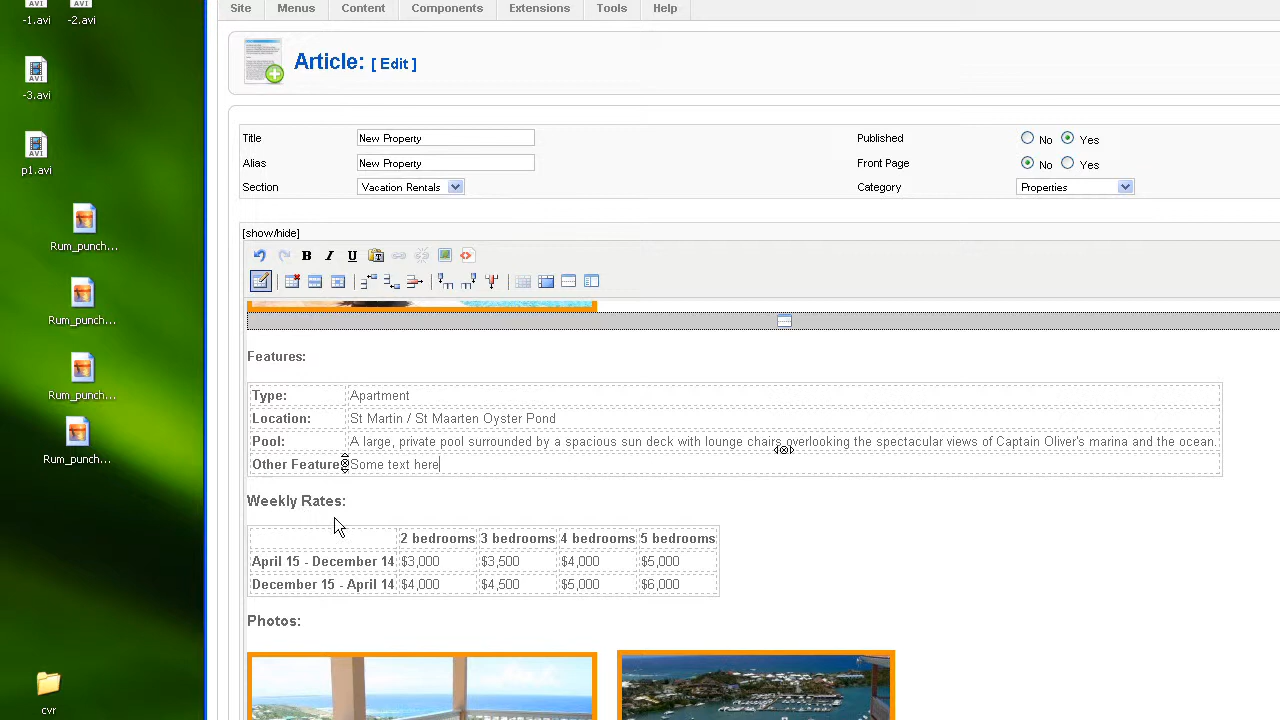 -1.avi
-2.avi
-3.avi
p1.avi
Rum_punch...
Rum_punch...
Rum_punch...
Rum_punch...
cvr
Site Menus Content Components Extensions Tools Help
Article: [ Edit ]
Title New Property Published No Yes
Alias New Property Front Page No Yes
Section Vacation Rentals Category Properties
[show/hide]
B I U
Features:
Type: Apartment
Location: St Martin / St Maarten Oyster Pond
Pool: A large, private pool surrounded by a spacious sun deck with lounge chairs overlooking the spectacular views of Captain Oliver's marina and the ocean.
Other Feature Some text here
Weekly Rates:
2 bedrooms 3 bedrooms 4 bedrooms 5 bedrooms
April 15 - December 14 $3,000 $3,500 $4,000 $5,000
December 15 - April 14 $4,000 $4,500 $5,000 $6,000
Photos: